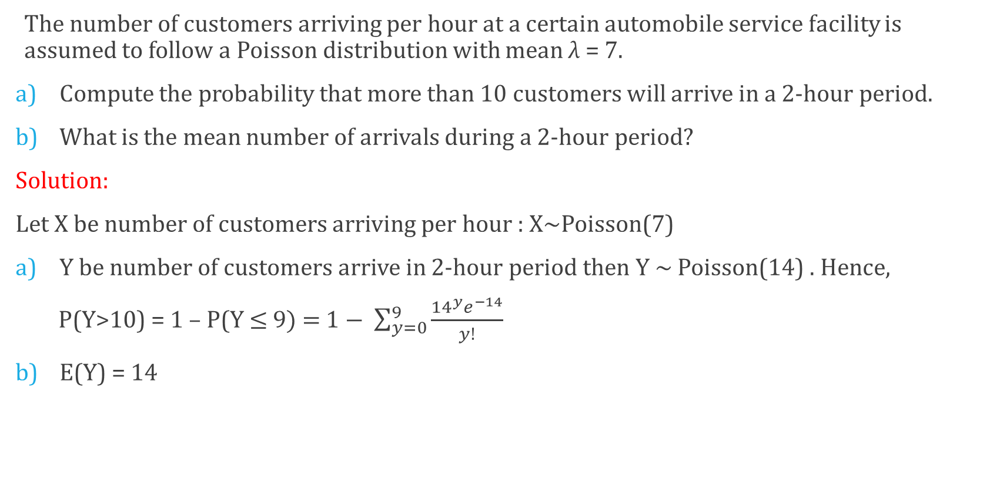 The number of customers arriving per hour at a certain automobile service facility is
assumed to follow a Poisson distribution with mean λ = 7.
a) Compute the probability that more than 10 customers will arrive in a 2-hour period.
b) What is the mean number of arrivals during a 2-hour period?
Solution:
Let X be number of customers arriving per hour : X~Poisson(7)
a) Y be number of customers arrive in 2-hour period then Y ~ Poisson(14) . Hence,
P(Y>10) = 1 – P(Y ≤ 9) = 1 − ∑_{y=0}^{9} \frac{14^y e^{−14}}{y!}
b) E(Y) = 14